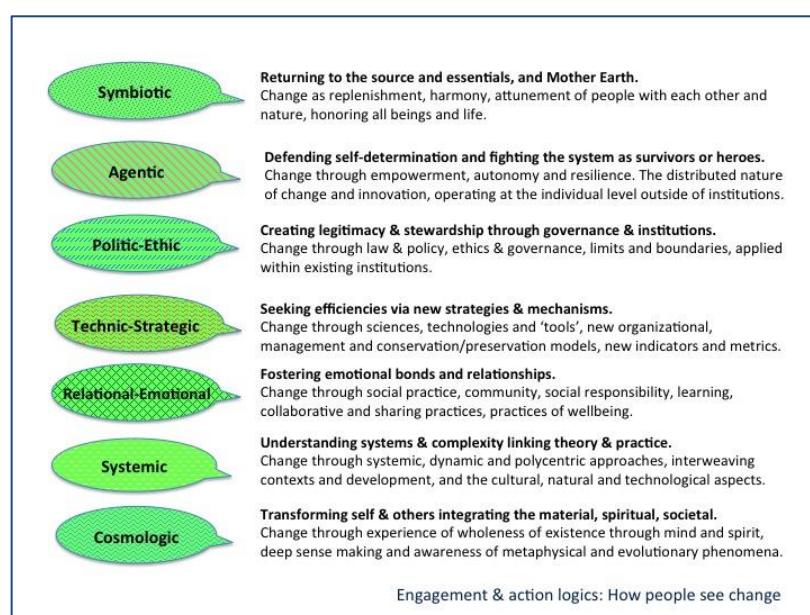 Symbiotic
Returning to the source and essentials, and Mother Earth.
Change as replenishment, harmony, attunement of people with each other and
nature, honoring all beings and life.
Agentic
Defending self-determination and fighting the system as survivors or heroes.
Change through empowerment, autonomy and resilience. The distributed nature
of change and innovation, operating at the individual level outside of institutions.
Politic-Ethic
Creating legitimacy & stewardship through governance & institutions.
Change through law & policy, ethics & governance, limits and boundaries, applied
within existing institutions.
Technic-Strategic
Seeking efficiencies via new strategies & mechanisms.
Change through sciences, technologies and ‘tools’, new organizational,
management and conservation/preservation models, new indicators and metrics.
Relational-Emotional
Fostering emotional bonds and relationships.
Change through social practice, community, social responsibility, learning,
collaborative and sharing practices, practices of wellbeing.
Systemic
Understanding systems & complexity linking theory & practice.
Change through systemic, dynamic and polycentric approaches, interweaving
contexts and development, and the cultural, natural and technological aspects.
Cosmologic
Transforming self & others integrating the material, spiritual, societal.
Change through experience of wholeness of existence through mind and spirit,
deep sense making and awareness of metaphysical and evolutionary phenomena.
Engagement & action logics: How people see change